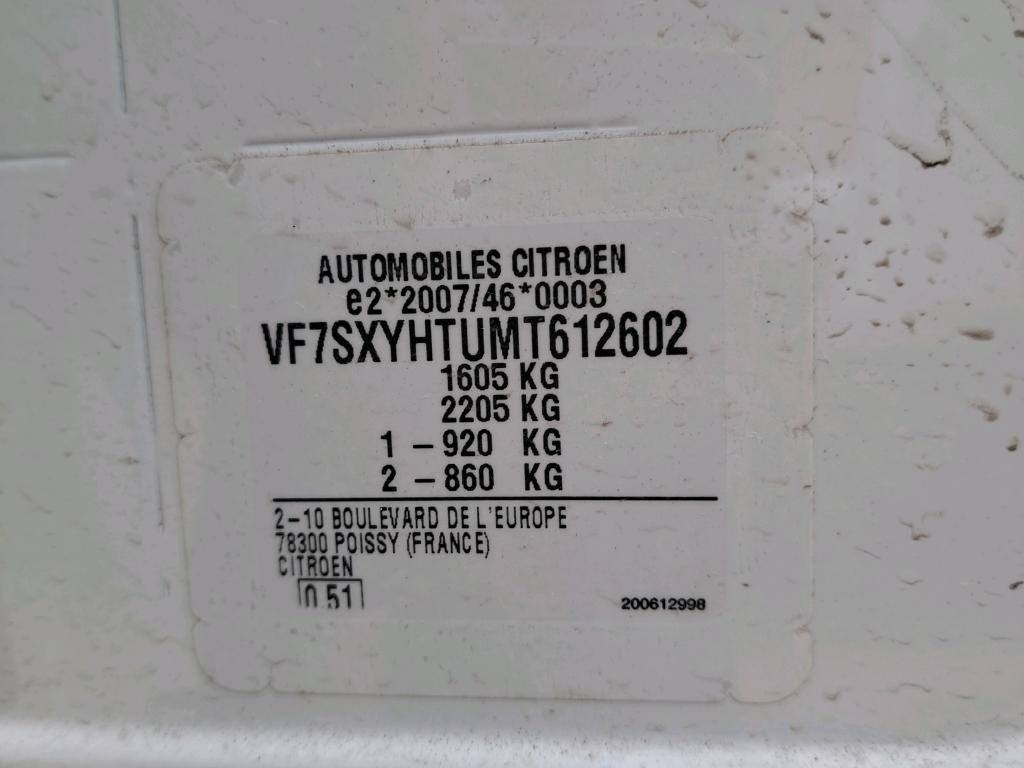 AUTOMOBILES CITROEN
e2*2007/46*0003
VF7SXYHTUMT612602
1605 KG
2205 KG
1 - 920 KG
2 - 860 KG
2-10 BOULEVARD DE L'EUROPE
78300 POISSY (FRANCE)
CITROEN
0.51
200612998